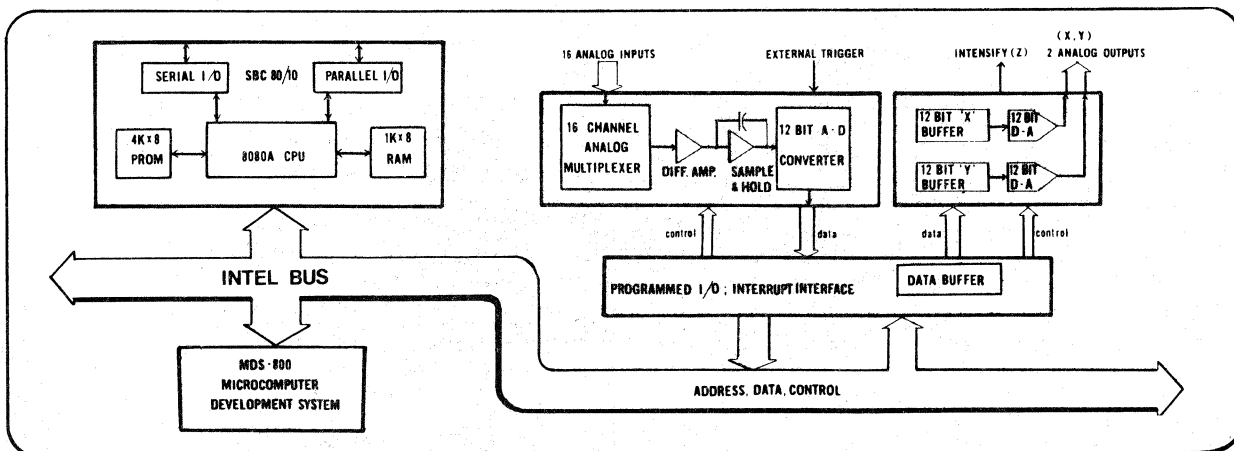 SERIAL I/O
SBC 80/10
PARALLEL I/O
4K×8
PROM
8080A CPU
1K×8
RAM
INTEL BUS
MDS-800
MICROCOMPUTER
DEVELOPMENT SYSTEM
16 ANALOG INPUTS
EXTERNAL TRIGGER
16 CHANNEL
ANALOG
MULTIPLEXER
DIFF. AMP.
SAMPLE
& HOLD
12 BIT A-D
CONVERTER
INTENSIFY (Z)
(X,Y)
2 ANALOG OUTPUTS
12 BIT 'X'
BUFFER
12 BIT
D-A
12 BIT 'Y'
BUFFER
12 BIT
D-A
control
data
data
control
PROGRAMMED I/O ; INTERRUPT INTERFACE
DATA BUFFER
ADDRESS, DATA, CONTROL